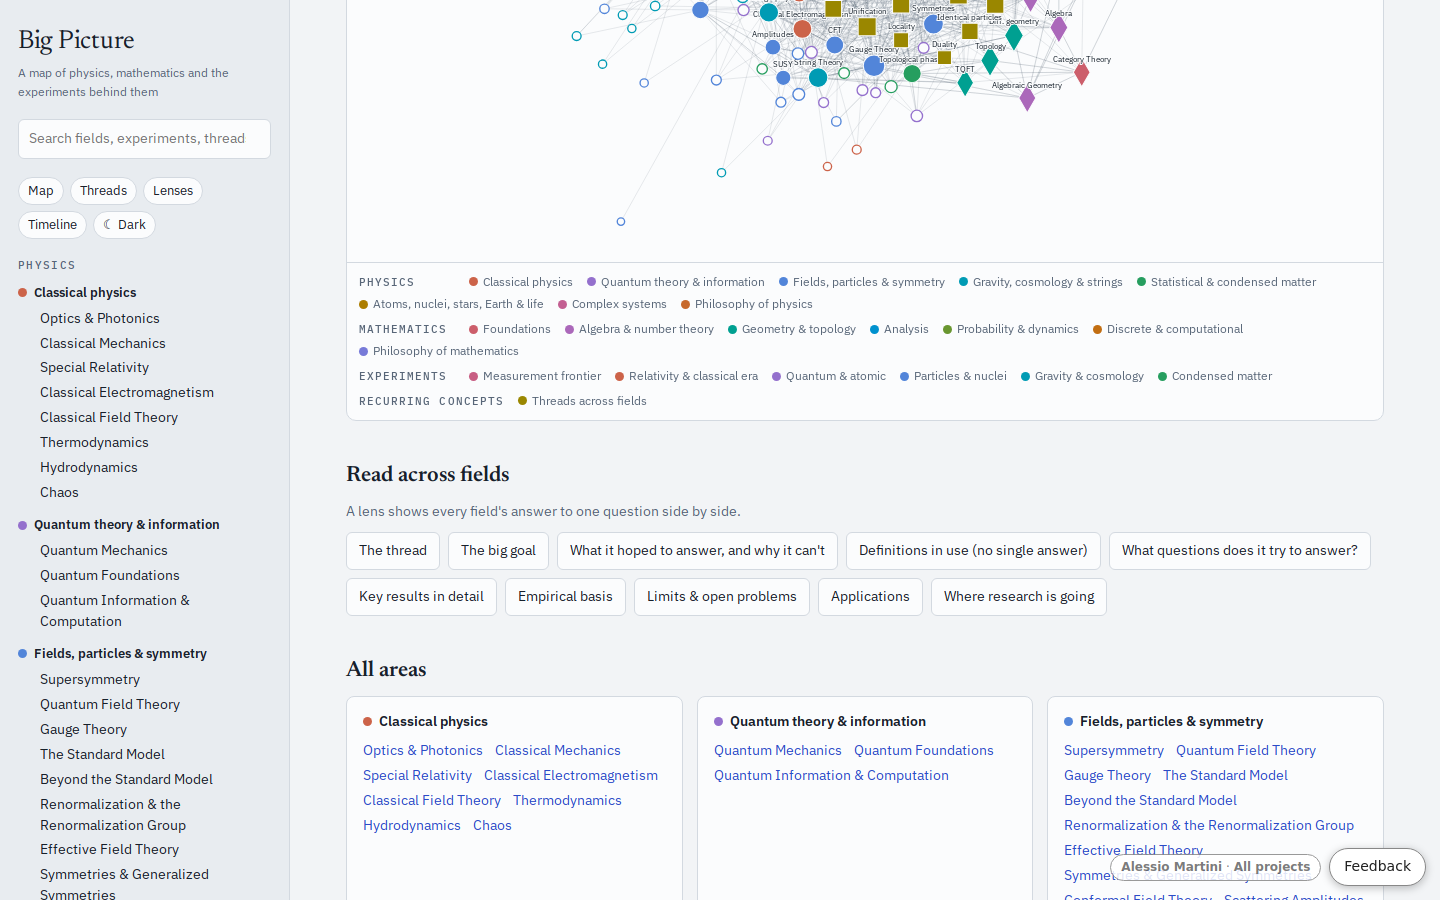 Big Picture
A map of physics, mathematics and the
experiments behind them
Search fields, experiments, thread
Map Threads Lenses
Timeline ☾ Dark
PHYSICS
Classical physics
Optics & Photonics
Classical Mechanics
Special Relativity
Classical Electromagnetism
Classical Field Theory
Thermodynamics
Hydrodynamics
Chaos
Quantum theory & information
Quantum Mechanics
Quantum Foundations
Quantum Information &
Computation
Fields, particles & symmetry
Supersymmetry
Quantum Field Theory
Gauge Theory
The Standard Model
Beyond the Standard Model
Renormalization & the
Renormalization Group
Effective Field Theory
Symmetries & Generalized
Symmetries
Unification
Symmetries
Identical particles
Algebra
geometry
Locality
Amplitudes
CFT
Gauge Theory
Duality
Topology
Category Theory
SUSY
String Theory
Topological phas
TQFT
Algebraic Geometry
PHYSICS Classical physics Quantum theory & information Fields, particles & symmetry Gravity, cosmology & strings Statistical & condensed matter
Atoms, nuclei, stars, Earth & life Complex systems Philosophy of physics
MATHEMATICS Foundations Algebra & number theory Geometry & topology Analysis Probability & dynamics Discrete & computational
Philosophy of mathematics
EXPERIMENTS Measurement frontier Relativity & classical era Quantum & atomic Particles & nuclei Gravity & cosmology Condensed matter
RECURRING CONCEPTS Threads across fields
Read across fields
A lens shows every field's answer to one question side by side.
The thread The big goal What it hoped to answer, and why it can't Definitions in use (no single answer) What questions does it try to answer?
Key results in detail Empirical basis Limits & open problems Applications Where research is going
All areas
Classical physics
Optics & Photonics Classical Mechanics
Special Relativity Classical Electromagnetism
Classical Field Theory Thermodynamics
Hydrodynamics Chaos
Quantum theory & information
Quantum Mechanics Quantum Foundations
Quantum Information & Computation
Fields, particles & symmetry
Supersymmetry Quantum Field Theory
Gauge Theory The Standard Model
Beyond the Standard Model
Renormalization & the Renormalization Group
Effective Field Theory
Symmetries & Generalized Symmetries
Conformal Field Theory Scattering Amplitudes
Alessio Martini · All projects
Feedback